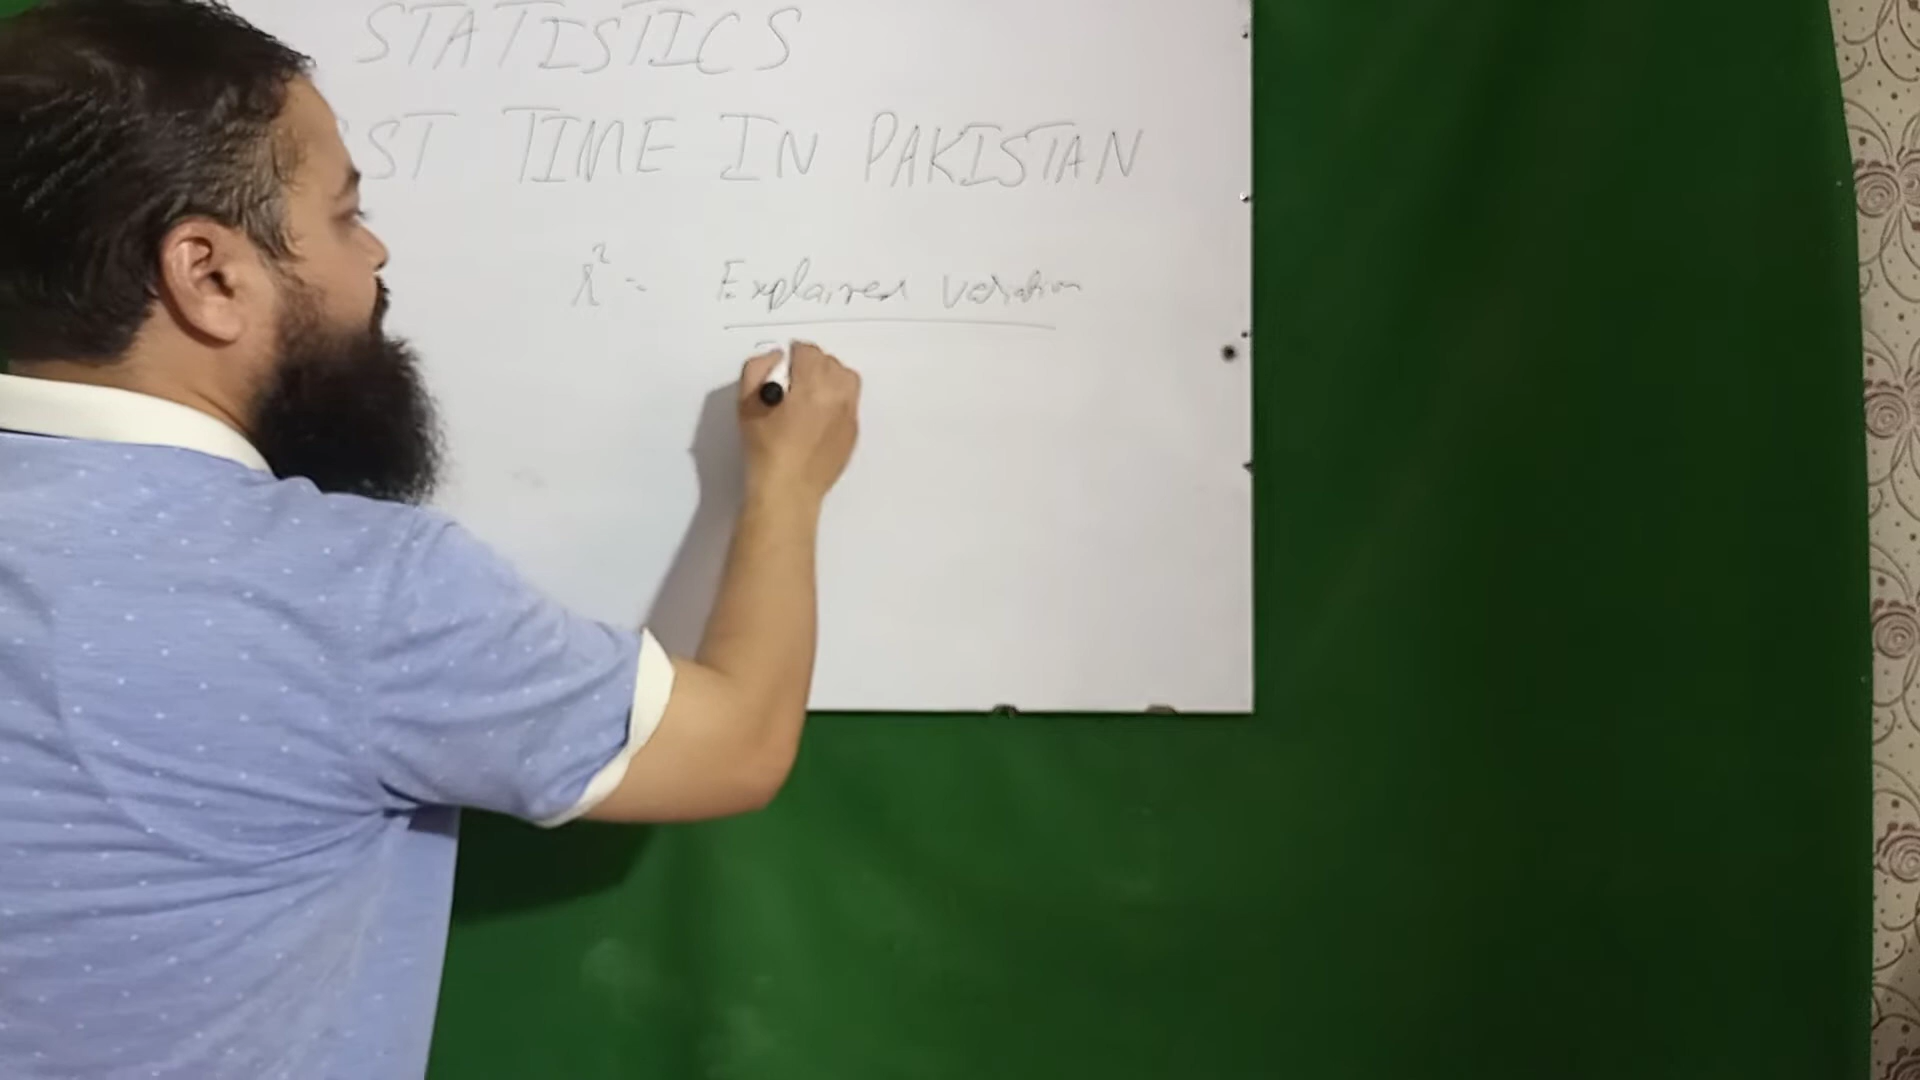 STATISTICS
ST TIME IN PAKISTAN
r² = Explained variation